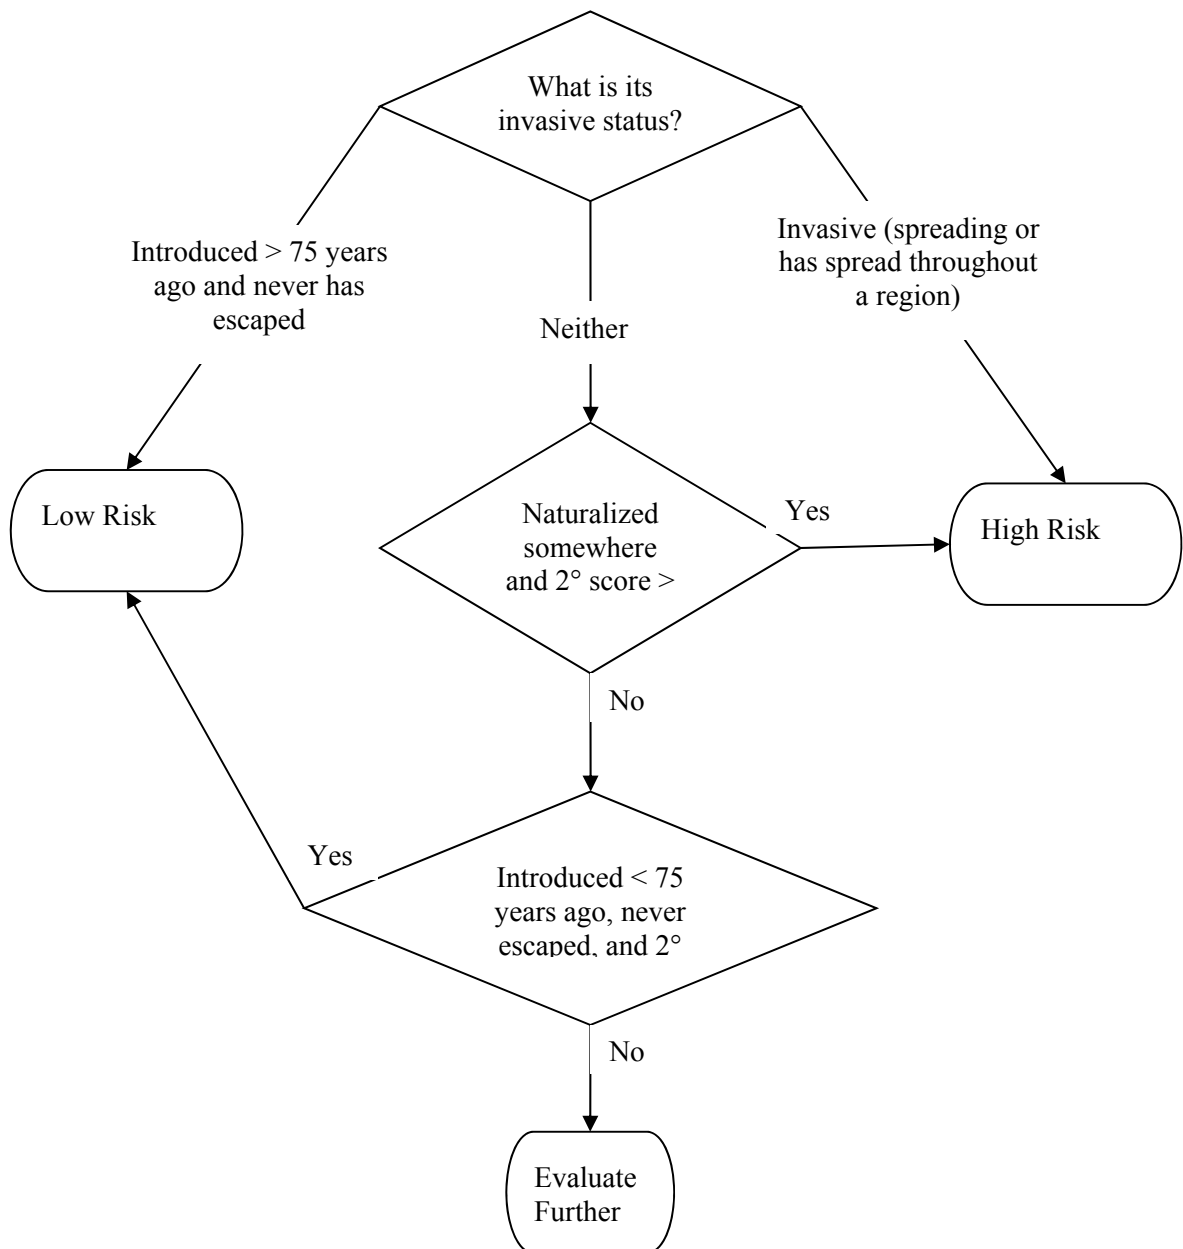 What is its
invasive status?
Introduced > 75 years
ago and never has
escaped
Neither
Invasive (spreading or
has spread throughout
a region)
Low Risk
Naturalized
somewhere
and 2° score >
Yes
High Risk
No
Yes
Introduced < 75
years ago, never
escaped, and 2°
No
Evaluate
Further